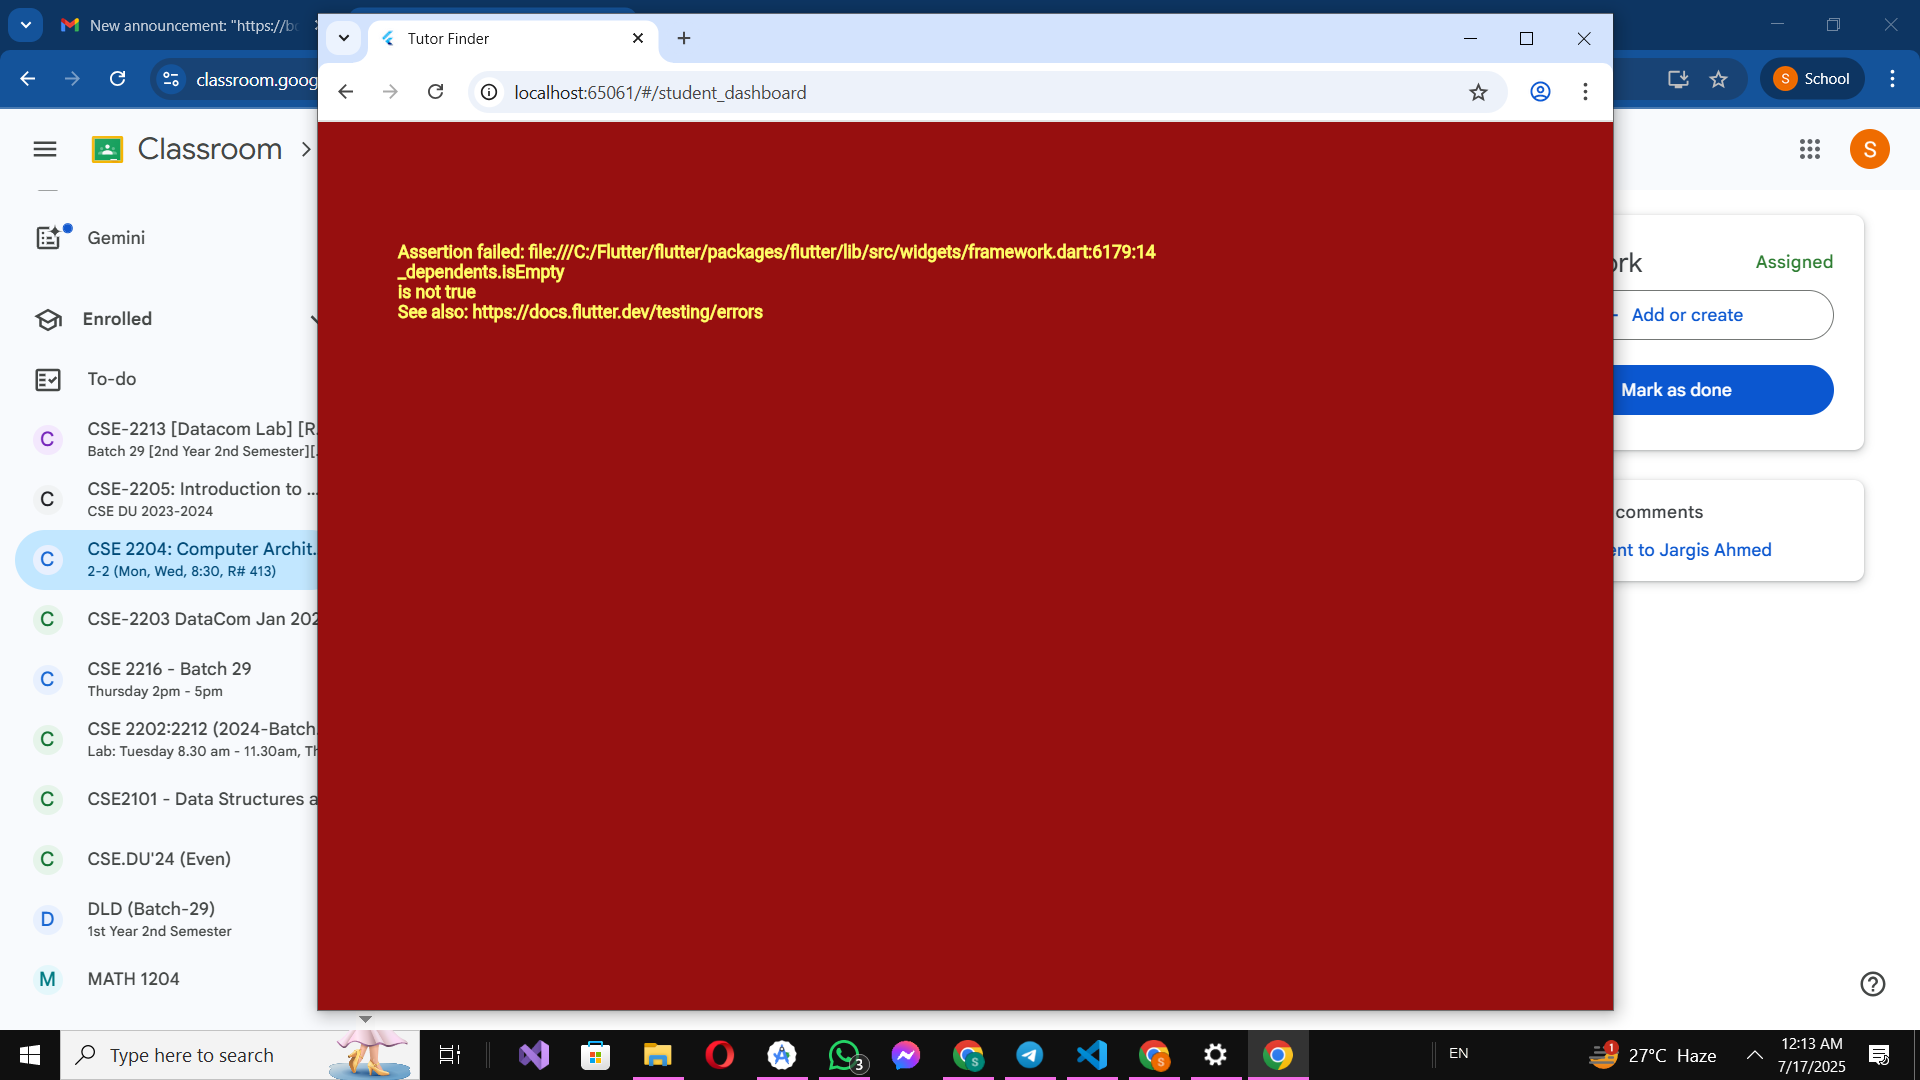 New announcement: "https://bc
Tutor Finder
classroom.goog
localhost:65061/#/student_dashboard
S
School
Classroom
S
Gemini
Enrolled
To-do
C
CSE-2213 [Datacom Lab] [R.
Batch 29 [2nd Year 2nd Semester][.
C
CSE-2205: Introduction to ...
CSE DU 2023-2024
C
CSE 2204: Computer Archit.
2-2 (Mon, Wed, 8:30, R# 413)
C
CSE-2203 DataCom Jan 202
C
CSE 2216 - Batch 29
Thursday 2pm - 5pm
C
CSE 2202:2212 (2024-Batch
Lab: Tuesday 8.30 am - 11.30am, Th
C
CSE2101 - Data Structures a
C
CSE.DU'24 (Even)
D
DLD (Batch-29)
1st Year 2nd Semester
M
MATH 1204
Assertion failed: file:///C:/Flutter/flutter/packages/flutter/lib/src/widgets/framework.dart:6179:14
_dependents.isEmpty
is not true
See also: https://docs.flutter.dev/testing/errors
ork
Assigned
Add or create
Mark as done
comments
ent to Jargis Ahmed
Type here to search
3
S
S
EN
1
27°C Haze
12:13 AM
7/17/2025